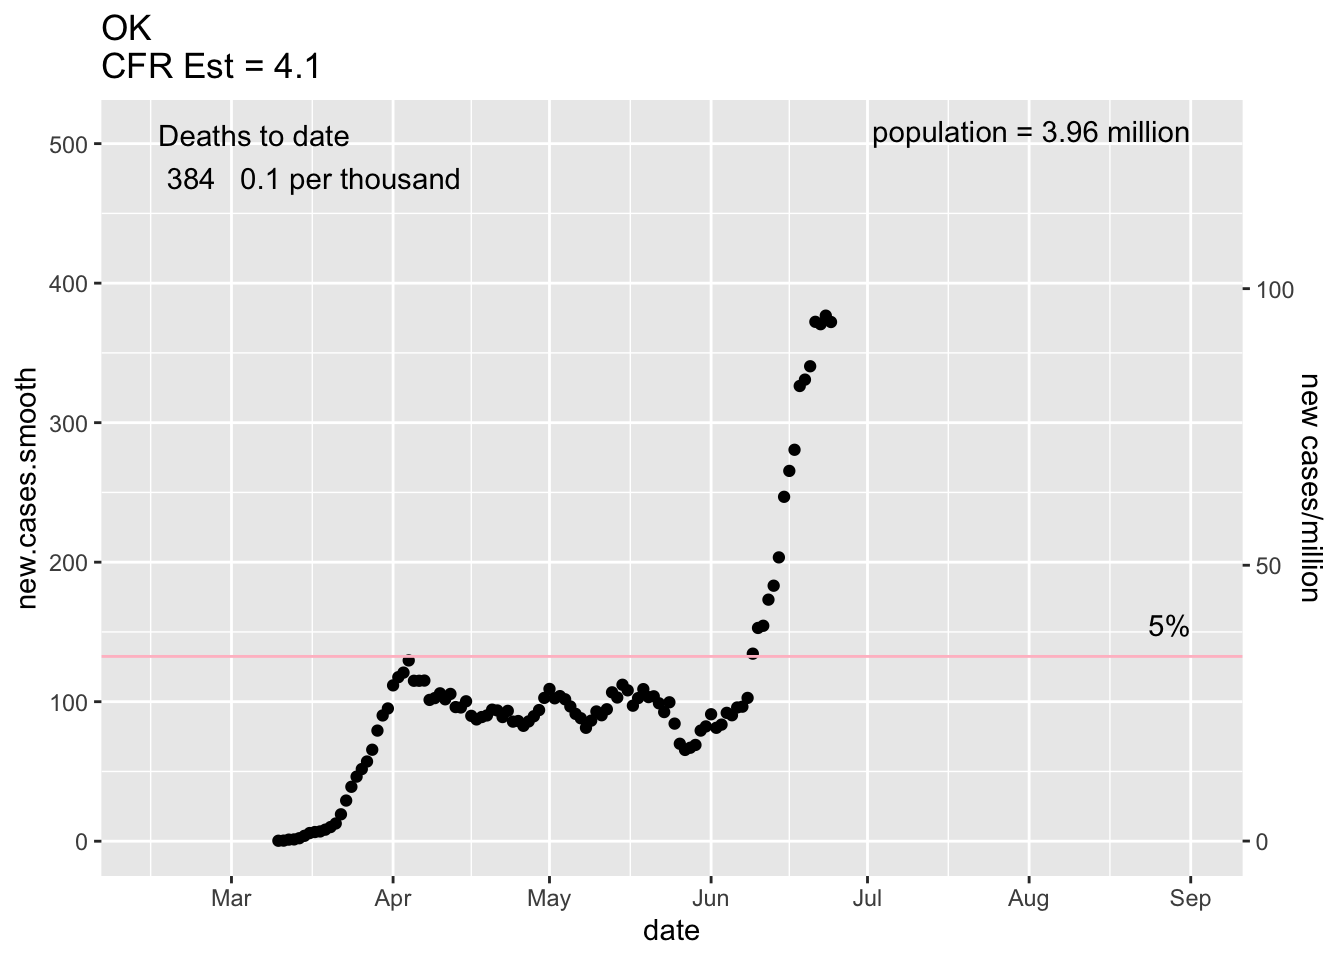 OK
CFR Est = 4.1
Deaths to date
384 0.1 per thousand
population = 3.96 million
500
400
300
200
100
0
new.cases.smooth
100
50
0
new cases/million
5%
Mar Apr May Jun Jul Aug Sep
date